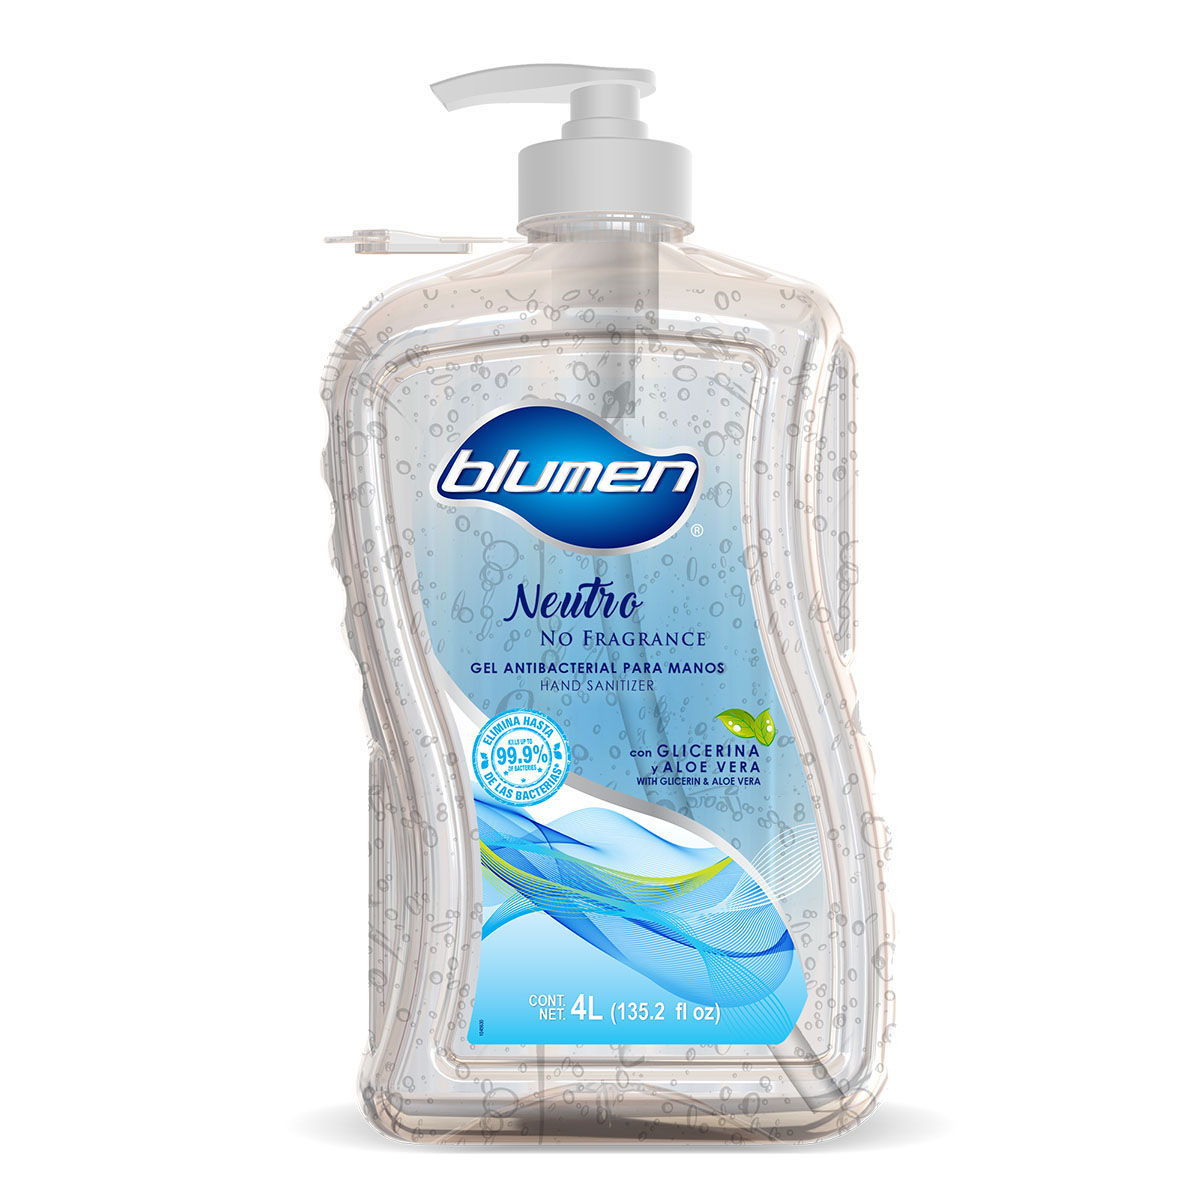 blumen
®
Neutro
NO FRAGRANCE
GEL ANTIBACTERIAL PARA MANOS
HAND SANITIZER
ELIMINA HASTA
KILLS UP TO
99.9%
OF BACTERIES
DE LAS BACTERIAS*
con GLICERINA
y ALOE VERA
WITH GLICERIN & ALOE VERA
CONT. NET. 4L (135.2 fl oz)